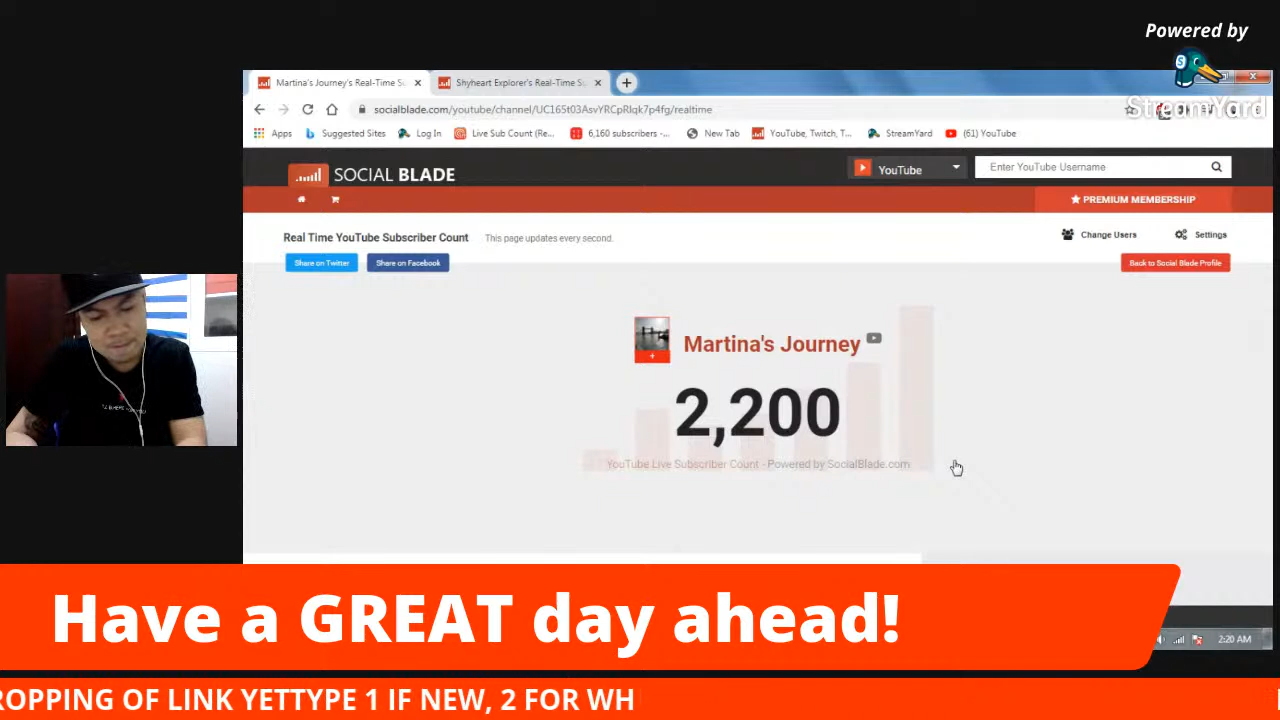 Powered by
StreamYard
Martina's Journey's Real-Time Su
Shyheart Explorer's Real-Time Su
socialblade.com/youtube/channel/UC165t03AsvYRCpRlqk7p4fg/realtime
Apps
Suggested Sites
Log In
Live Sub Count (Re...
6,160 subscribers -...
New Tab
YouTube, Twitch, T...
StreamYard
(61) YouTube
SOCIAL BLADE
YouTube
Enter YouTube Username
PREMIUM MEMBERSHIP
Real Time YouTube Subscriber Count
This page updates every second.
Change Users
Settings
Share on Twitter
Share on Facebook
Back to Social Blade Profile
Martina's Journey
2,200
YouTube Live Subscriber Count - Powered by SocialBlade.com
Have a GREAT day ahead!
2:20 AM
ROPPING OF LINK YETTYPE 1 IF NEW, 2 FOR WH